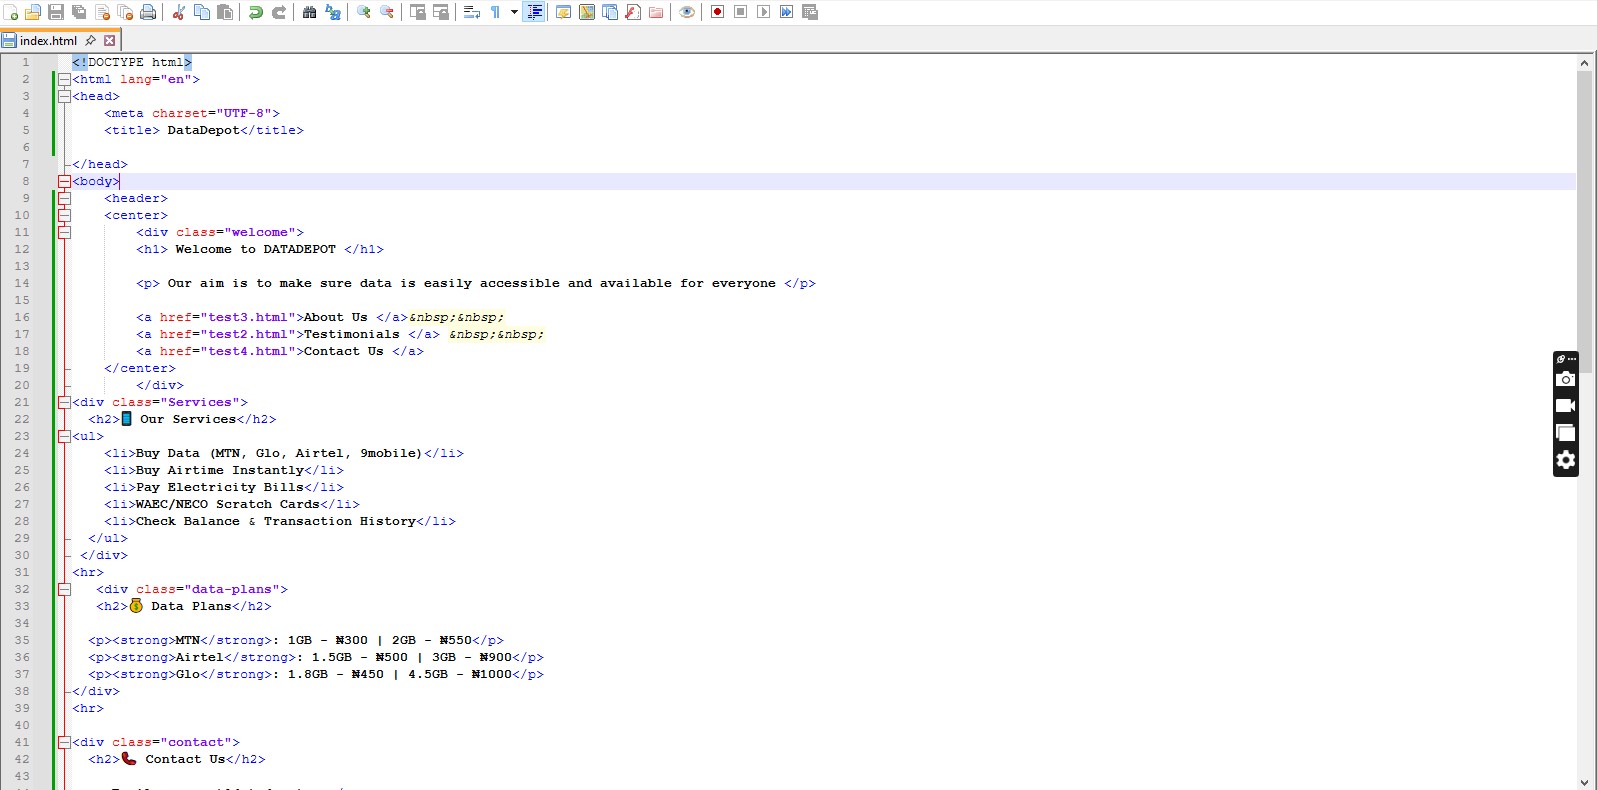 index.html
1 <!DOCTYPE html>
2 <html lang="en">
3 <head>
4 <meta charset="UTF-8">
5 <title> DataDepot</title>
6
7 </head>
8 <body>
9 <header>
10 <center>
11 <div class="welcome">
12 <h1> Welcome to DATADEPOT </h1>
13
14 <p> Our aim is to make sure data is easily accessible and available for everyone </p>
15
16 <a href="test3.html">About Us </a>&nbsp;&nbsp;
17 <a href="test2.html">Testimonials </a> &nbsp;&nbsp;
18 <a href="test4.html">Contact Us </a>
19 </center>
20 </div>
21 <div class="Services">
22 <h2>📱 Our Services</h2>
23 <ul>
24 <li>Buy Data (MTN, Glo, Airtel, 9mobile)</li>
25 <li>Buy Airtime Instantly</li>
26 <li>Pay Electricity Bills</li>
27 <li>WAEC/NECO Scratch Cards</li>
28 <li>Check Balance & Transaction History</li>
29 </ul>
30 </div>
31 <hr>
32 <div class="data-plans">
33 <h2>💰 Data Plans</h2>
34
35 <p><strong>MTN</strong>: 1GB - ₦300 | 2GB - ₦550</p>
36 <p><strong>Airtel</strong>: 1.5GB - ₦500 | 3GB - ₦900</p>
37 <p><strong>Glo</strong>: 1.8GB - ₦450 | 4.5GB - ₦1000</p>
38 </div>
39 <hr>
40
41 <div class="contact">
42 <h2>📞 Contact Us</h2>
43